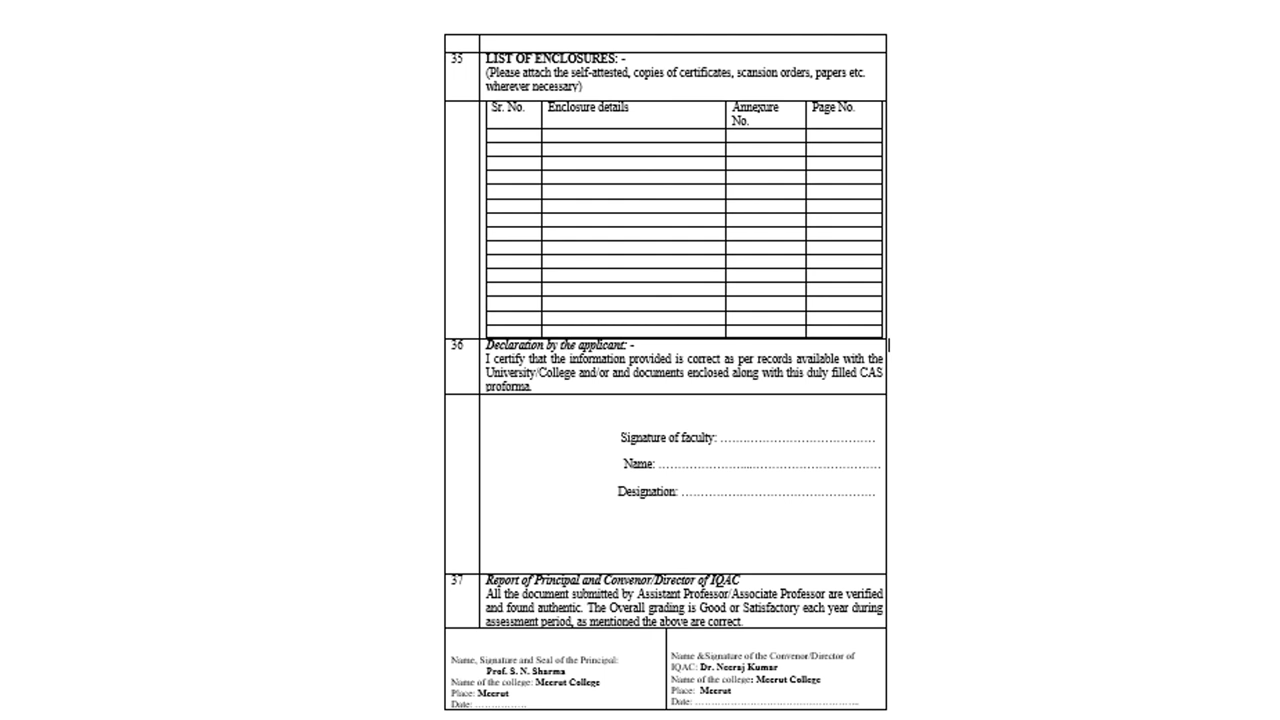 35 LIST OF ENCLOSURES: -
(Please attach the self-attested, copies of certificates, scansion orders, papers etc.
wherever necessary)
Sr. No. Enclosure details Annexure No. Page No.
36 Declaration by the applicant: -
I certify that the information provided is correct as per records available with the
University/College and/or and documents enclosed along with this duly filled CAS
proforma.
Signature of faculty: ……………………………………
Name: …………………………………………………
Designation: ……………………………………………
37 Report of Principal and Convenor/Director of IQAC
All the document submitted by Assistant Professor/Associate Professor are verified
and found authentic. The Overall grading is Good or Satisfactory each year during
assessment period, as mentioned the above are correct.
Name, Signature and Seal of the Principal:
Prof. S. N. Sharma
Name of the college: Meerut College
Place: Meerut
Date: ……………
Name &Signature of the Convenor/Director of
IQAC: Dr. Neeraj Kumar
Name of the college: Meerut College
Place: Meerut
Date: …………………………………………..